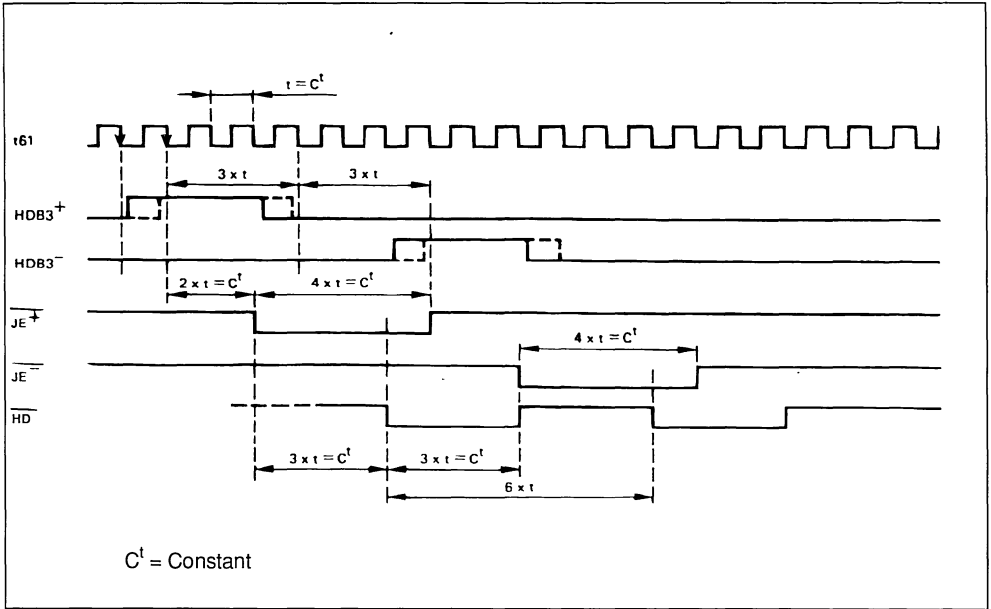 t = C^t
t61
3 x t
3 x t
HDB3+
HDB3−
2 x t = C^t
4 x t = C^t
JE+
4 x t = C^t
JE−
HD
3 x t = C^t
3 x t = C^t
6 x t
C^t = Constant